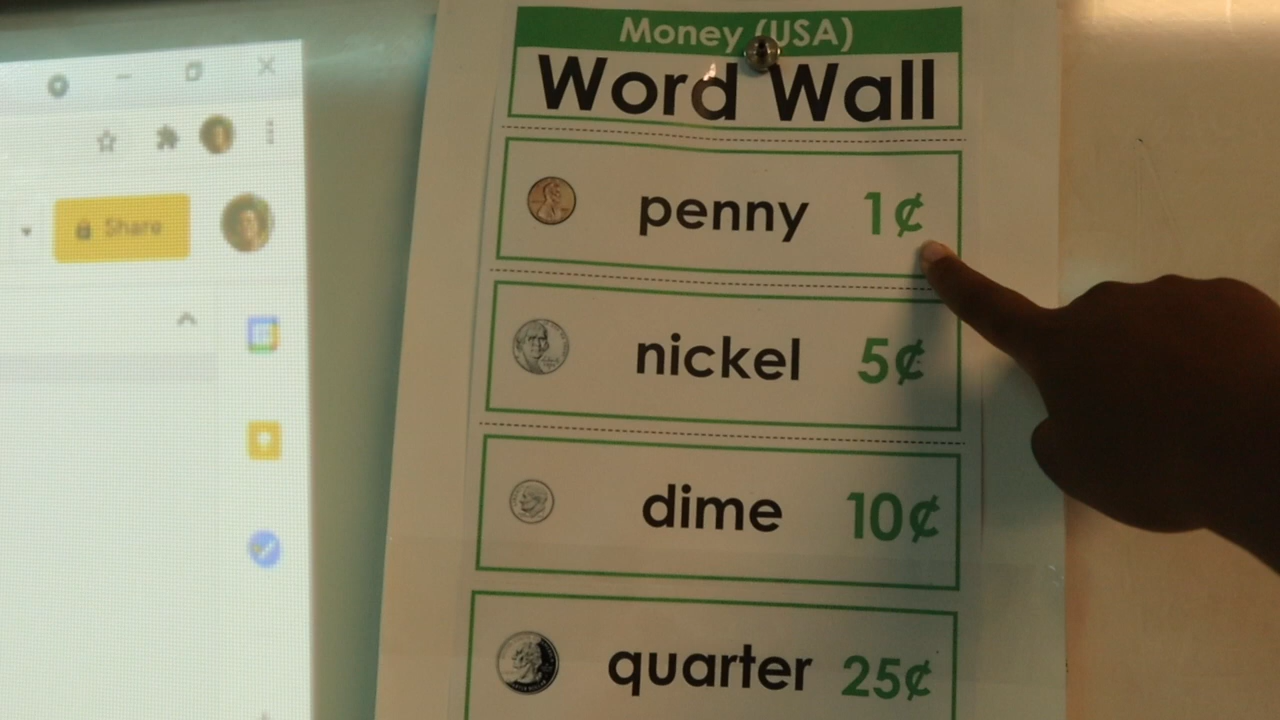 Share
Money (USA)
Word Wall
penny 1¢
nickel 5¢
dime 10¢
quarter 25¢